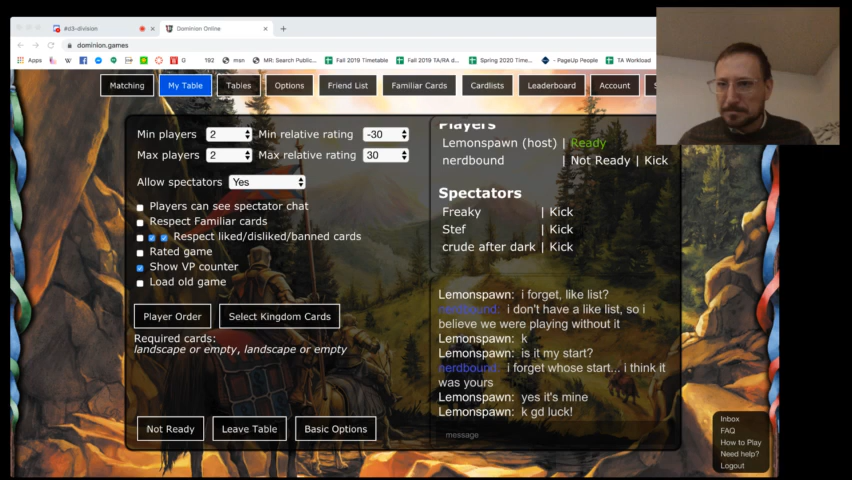 #d3-division
Dominion Online
dominion.games
Apps
G
192
msn
MR: Search Public...
Fall 2019 Timetable
Fall 2019 TA/RA d...
Spring 2020 Time...
- PageUp People
TA Workload
Matching
My Table
Tables
Options
Friend List
Familiar Cards
Cardlists
Leaderboard
Account
Min players 2 Min relative rating -30
Max players 2 Max relative rating 30
Allow spectators Yes
Players can see spectator chat
Respect Familiar cards
Respect liked/disliked/banned cards
Rated game
Show VP counter
Load old game
Player Order
Select Kingdom Cards
Required cards:
landscape or empty, landscape or empty
Not Ready
Leave Table
Basic Options
Players
Lemonspawn (host) | Ready
nerdbound | Not Ready | Kick
Spectators
Freaky | Kick
Stef | Kick
crude after dark | Kick
Lemonspawn: i forget, like list?
nerdbound: i don't have a like list, so i
believe we were playing without it
Lemonspawn: k
Lemonspawn: is it my start?
nerdbound: i forget whose start... i think it
was yours
Lemonspawn: yes it's mine
Lemonspawn: k gd luck!
message
Inbox
FAQ
How to Play
Need help?
Logout